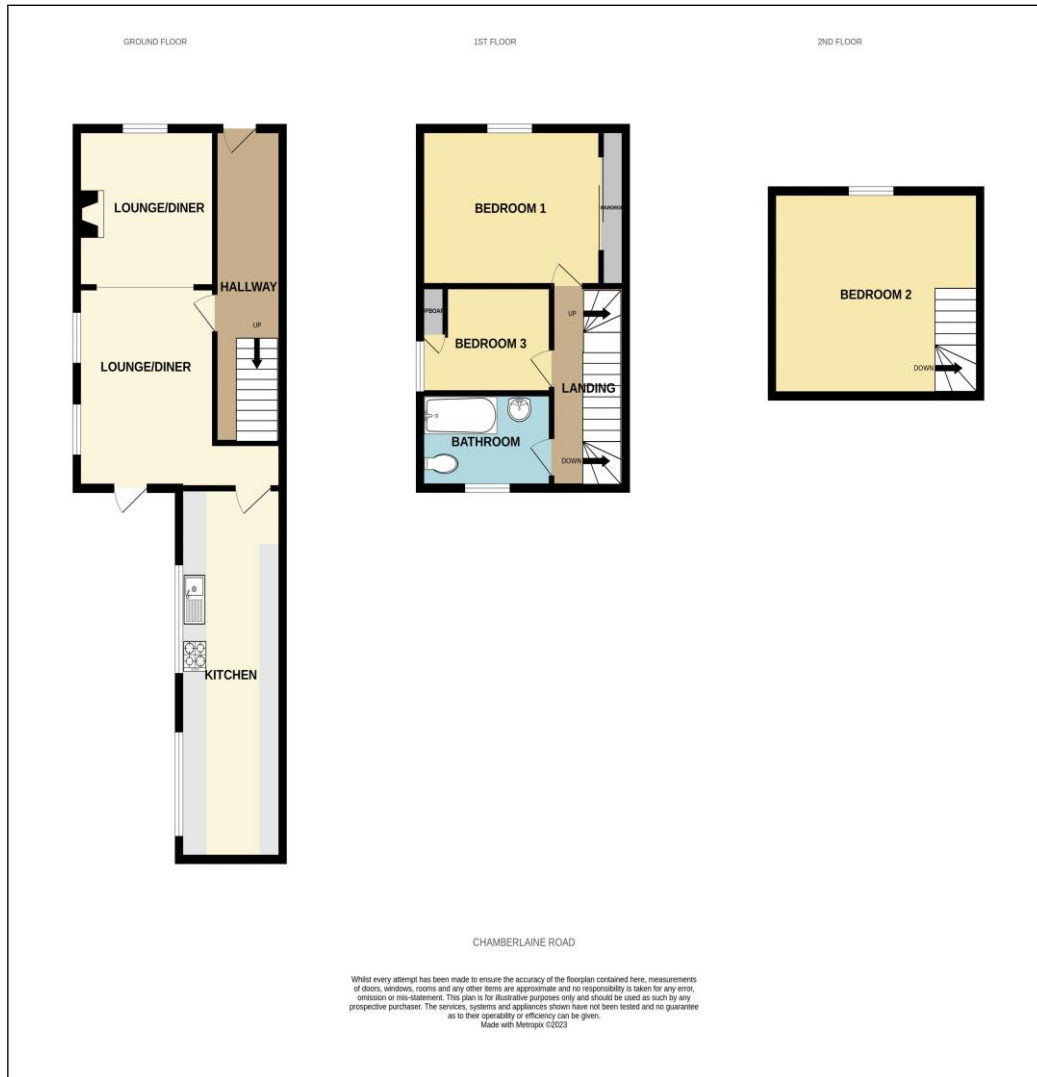 GROUND FLOOR
LOUNGE/DINER
HALLWAY
UP
LOUNGE/DINER
KITCHEN
1ST FLOOR
BEDROOM 1
UP
BEDROOM 3
LANDING
BATHROOM
DOWN
2ND FLOOR
BEDROOM 2
DOWN
CHAMBERLAINE ROAD
Whilst every attempt has been made to ensure the accuracy of the floorplan contained here, measurements
of doors, windows, rooms and any other items are approximate and no responsibility is taken for any error,
omission or mis-statement. This plan is for illustrative purposes only and should be used as such by any
prospective purchaser. The services, systems and appliances shown have not been tested and no guarantee
as to their operability or efficiency can be given.
Made with Metropix ©2023